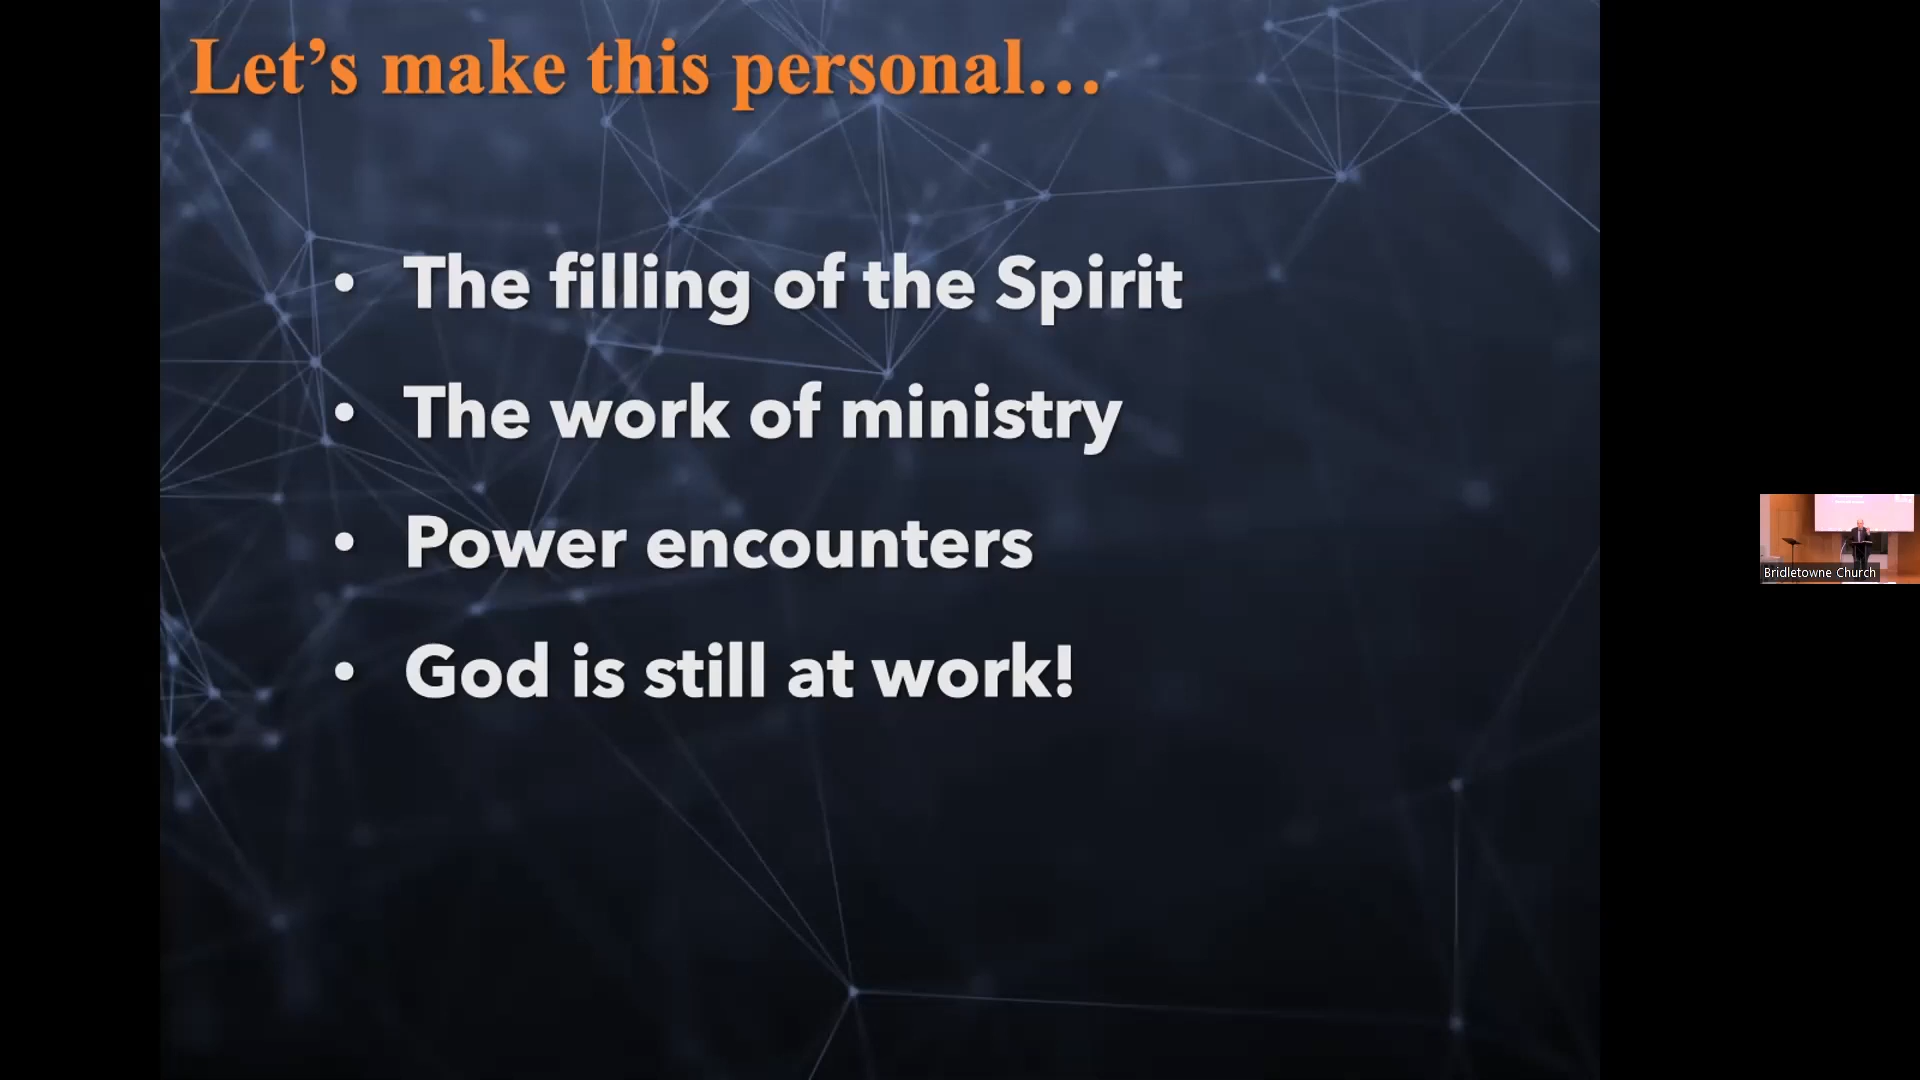 Let’s make this personal…
• The filling of the Spirit
• The work of ministry
• Power encounters
• God is still at work!
Bridletowne Church